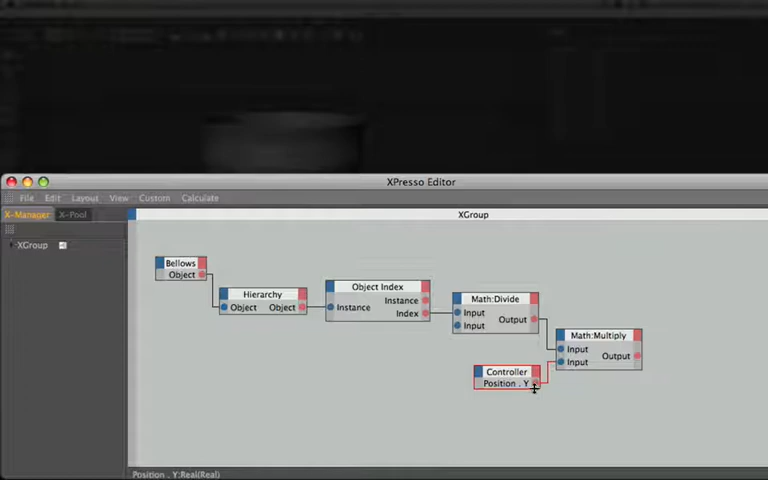 XPresso Editor
File Edit Layout View Custom Calculate
X-Manager X-Pool
XGroup
XGroup
Bellows
Object
Hierarchy
Object Object
Object Index
Instance
Instance
Index
Math:Divide
Input
Output
Input
Math:Multiply
Input
Output
Input
Controller
Position . Y
Position . Y:Real(Real)